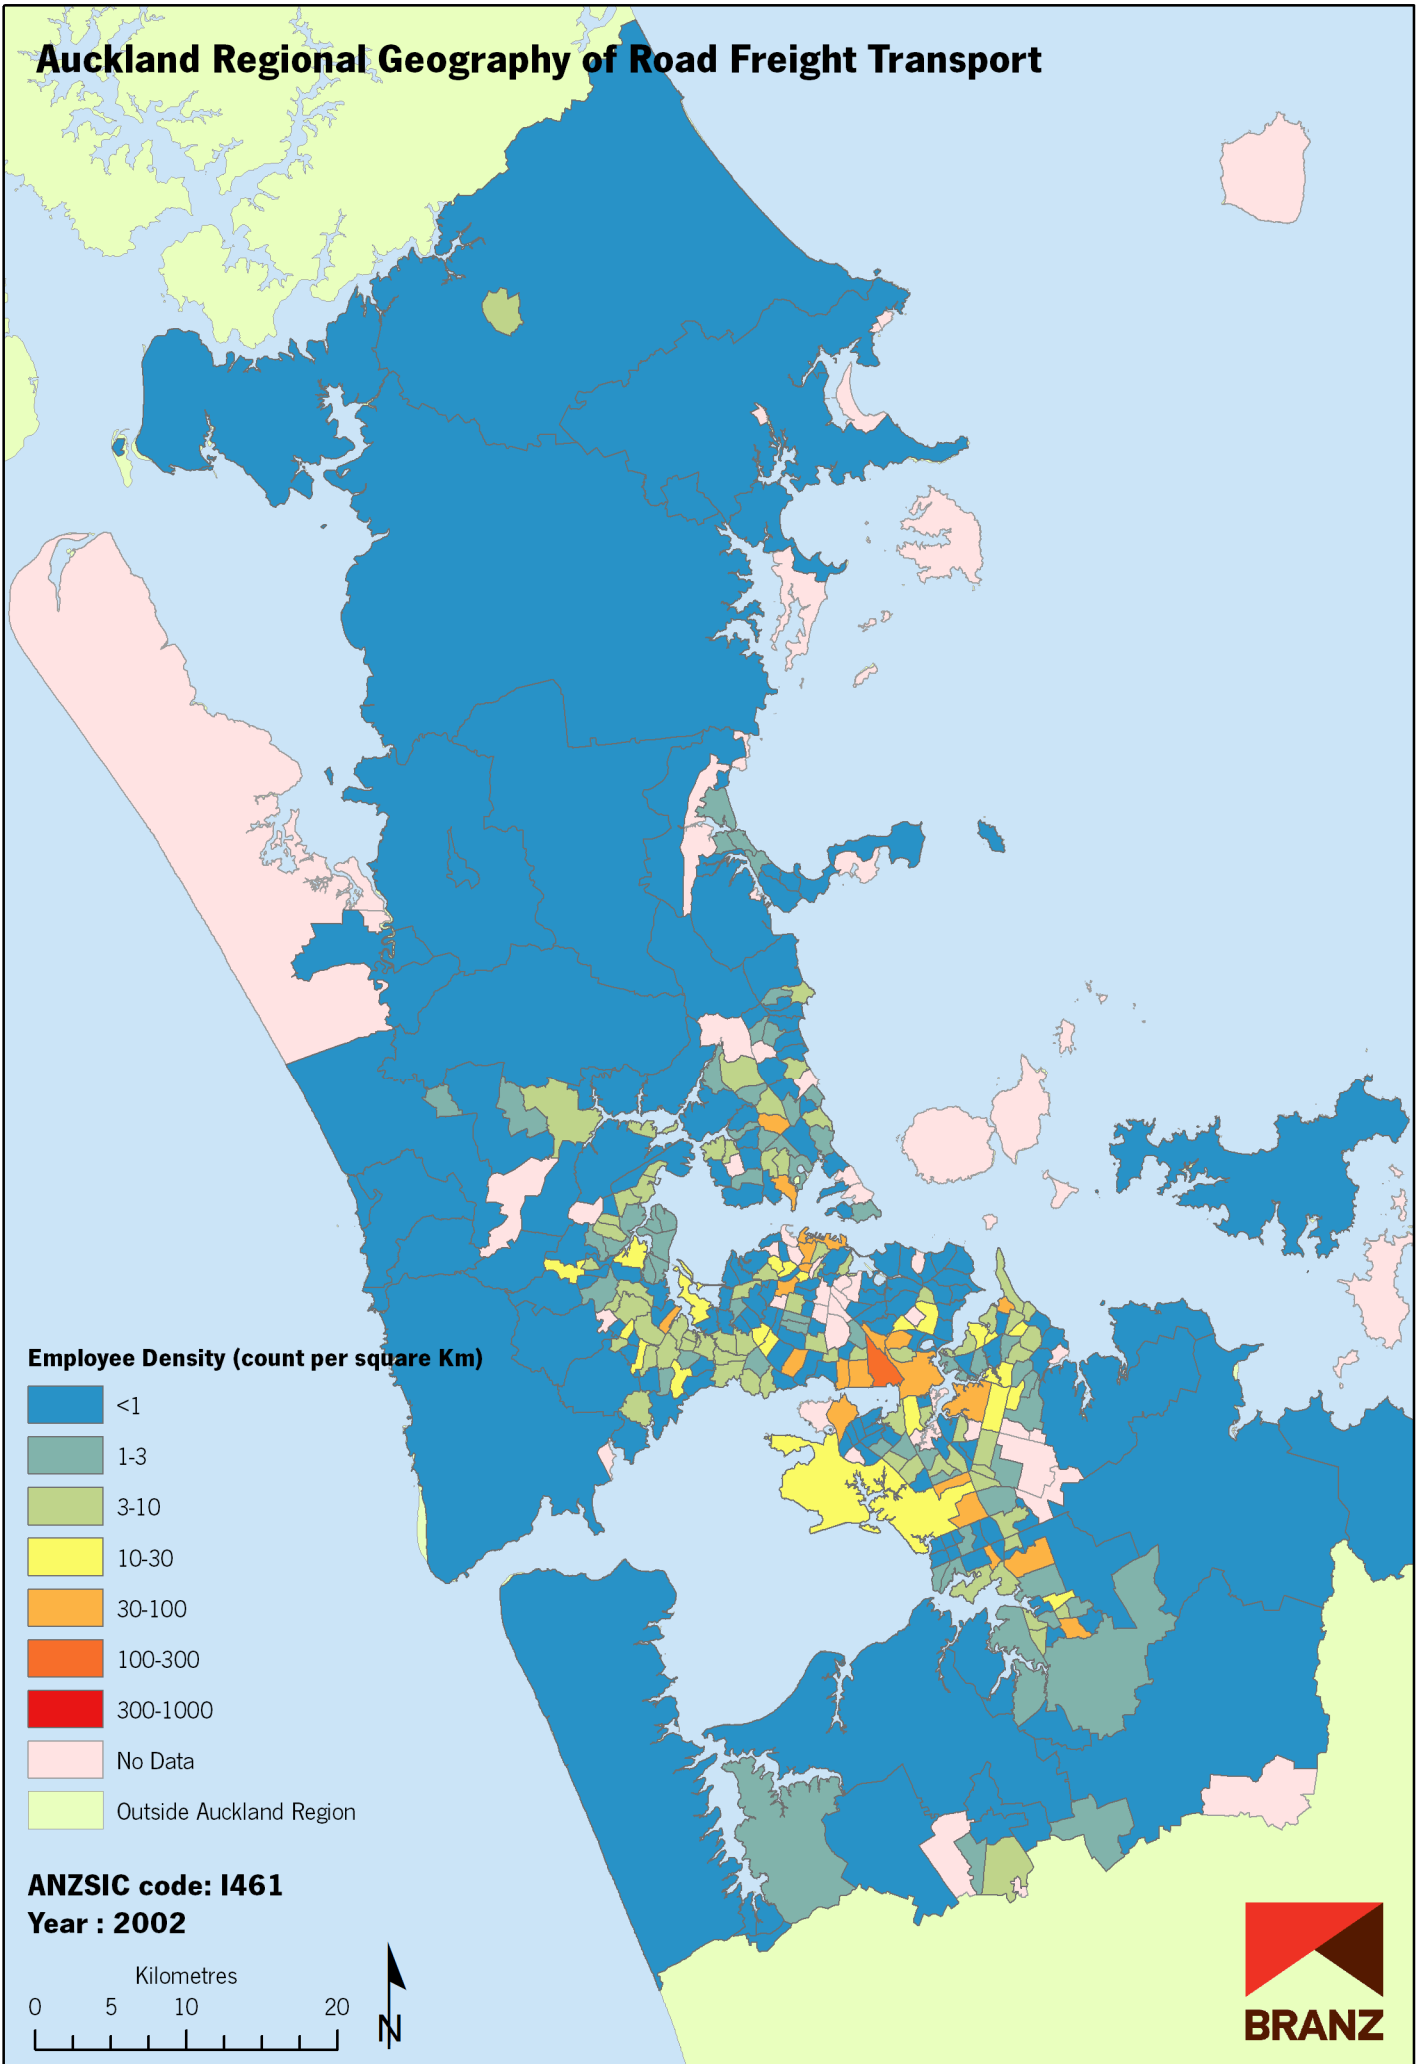 Auckland Regional Geography of Road Freight Transport
Employee Density (count per square Km)
<1
1-3
3-10
10-30
30-100
100-300
300-1000
No Data
Outside Auckland Region
ANZSIC code: I461
Year : 2002
Kilometres
0 5 10 20
N
BRANZ